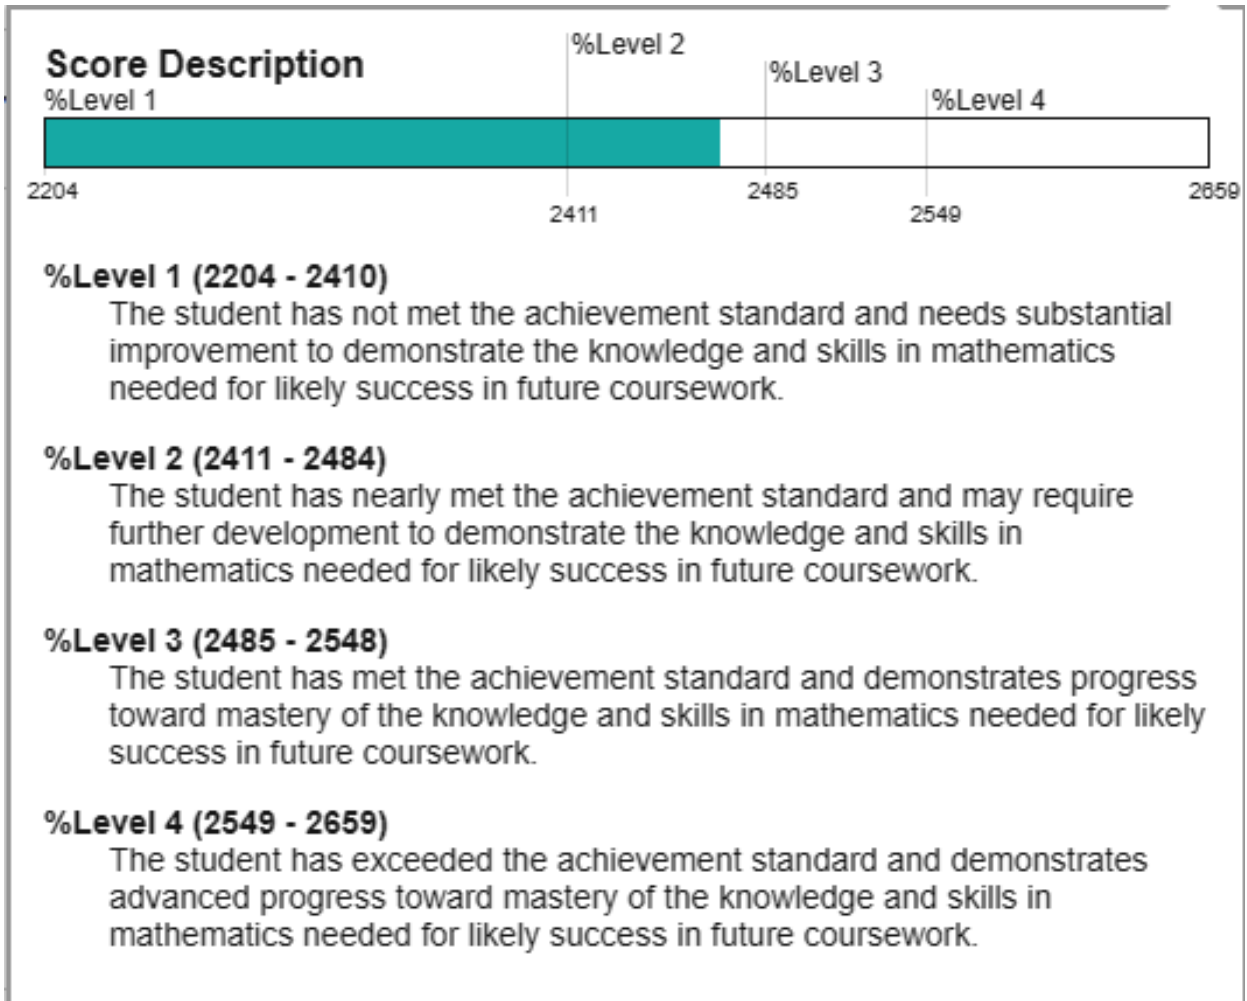 %Level 2
Score Description
%Level 3
%Level 1
%Level 4
2204
2485
2659
2411
2549
%Level 1 (2204 - 2410)
The student has not met the achievement standard and needs substantial
improvement to demonstrate the knowledge and skills in mathematics
needed for likely success in future coursework.
%Level 2 (2411 - 2484)
The student has nearly met the achievement standard and may require
further development to demonstrate the knowledge and skills in
mathematics needed for likely success in future coursework.
%Level 3 (2485 - 2548)
The student has met the achievement standard and demonstrates progress
toward mastery of the knowledge and skills in mathematics needed for likely
success in future coursework.
%Level 4 (2549 - 2659)
The student has exceeded the achievement standard and demonstrates
advanced progress toward mastery of the knowledge and skills in
mathematics needed for likely success in future coursework.